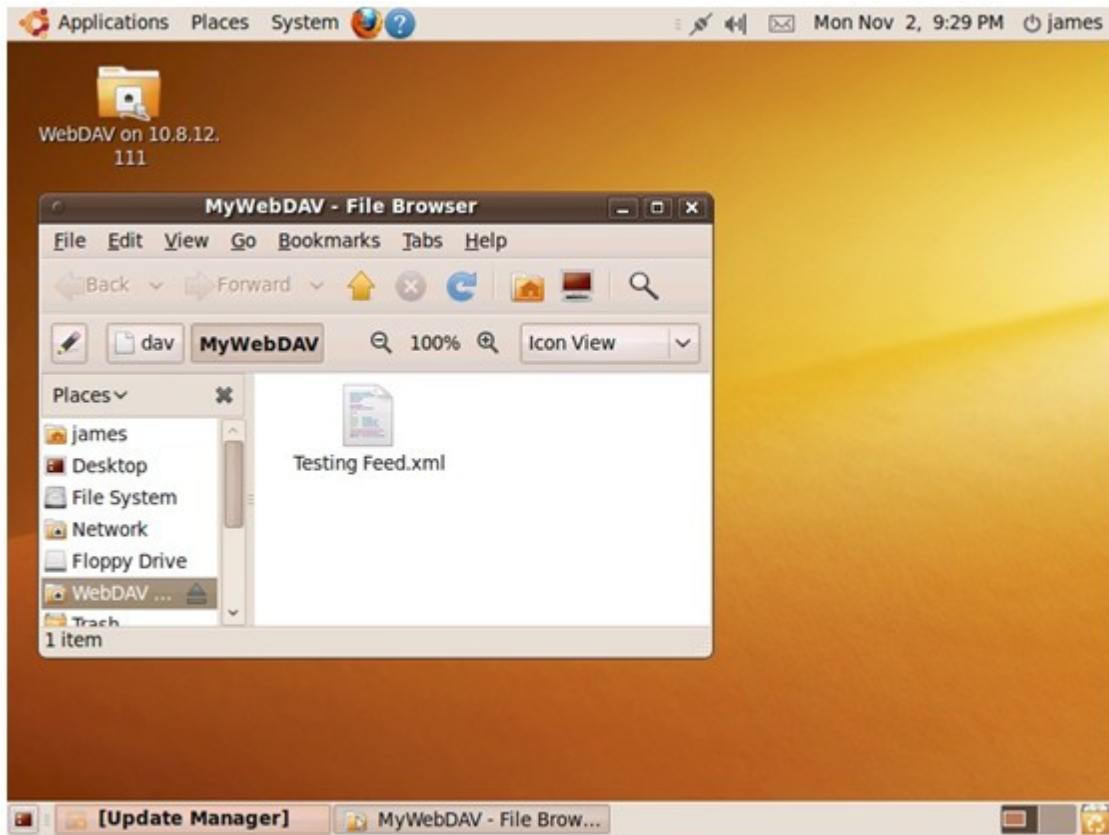 Applications Places System ? Mon Nov 2, 9:29 PM james
WebDAV on 10.8.12.
111
MyWebDAV - File Browser
File Edit View Go Bookmarks Tabs Help
Back Forward
dav MyWebDAV 100% Icon View
Places
james
Desktop
File System
Network
Floppy Drive
WebDAV ...
Trash
Testing Feed.xml
1 item
[Update Manager] MyWebDAV - File Brow...